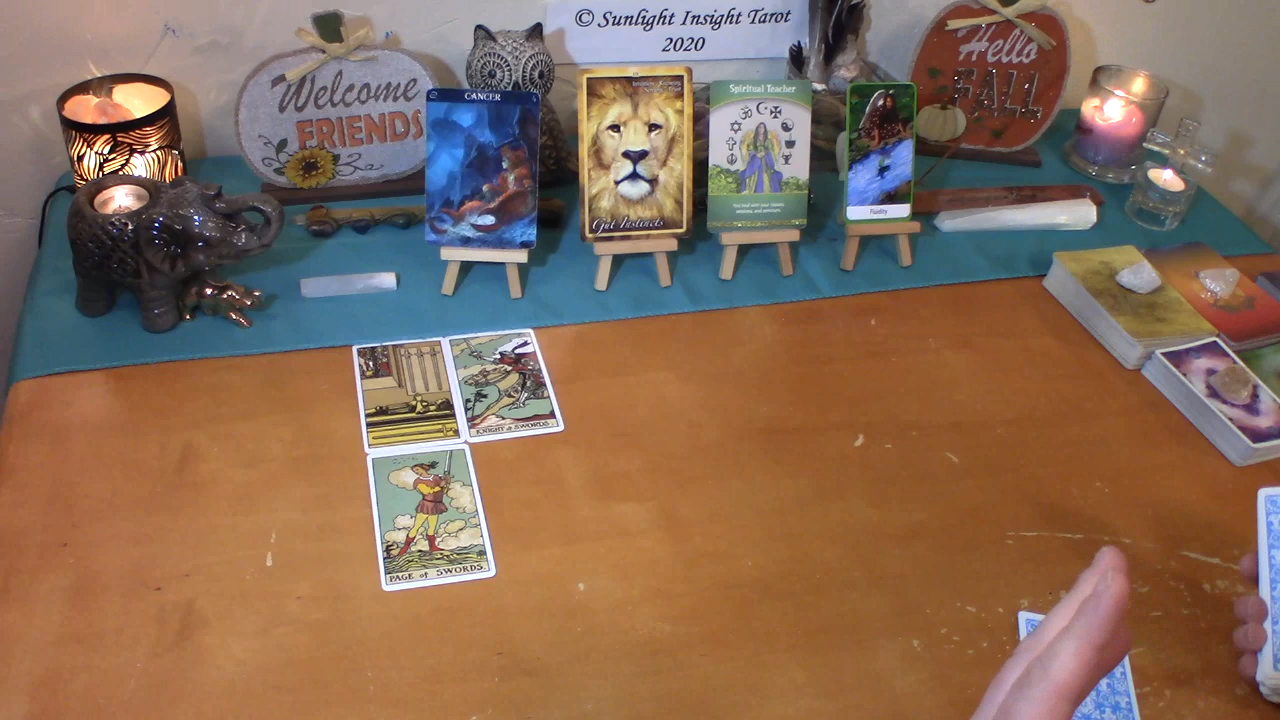 © Sunlight Insight Tarot
2020
Welcome
FRIENDS
Hello
FALL
CANCER
Gut Instincts
Spiritual Teacher
Fluidity
KNIGHT of SWORDS.
PAGE of SWORDS.